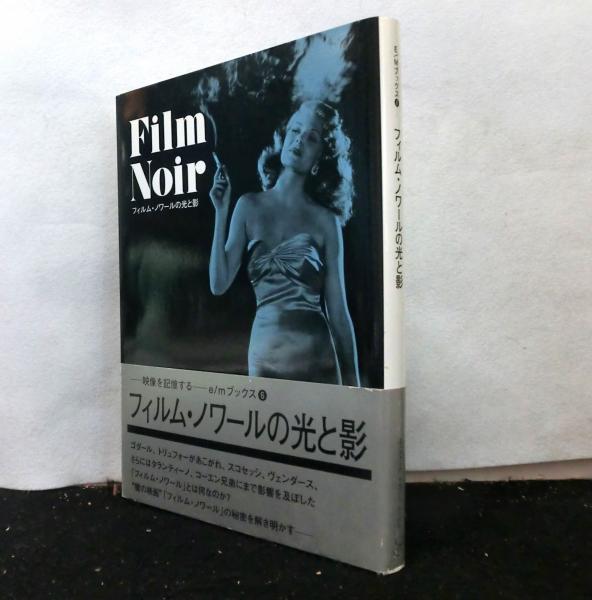 Film
Noir
フィルム・ノワールの光と影
——映像を記憶する——e/mブックス❻
フィルム・ノワールの光と影
ゴダール、トリュフォーがあこがれ、スコセッシ、ヴェンダース、
さらにはタランティーノ、コーエン兄弟にまで影響を及ぼした
「フィルム・ノワール」とは何なのか?
"闇の映画"「フィルム・ノワール」の秘密を解き明かす——
e/mブックス❻
フィルム・ノワールの光と影